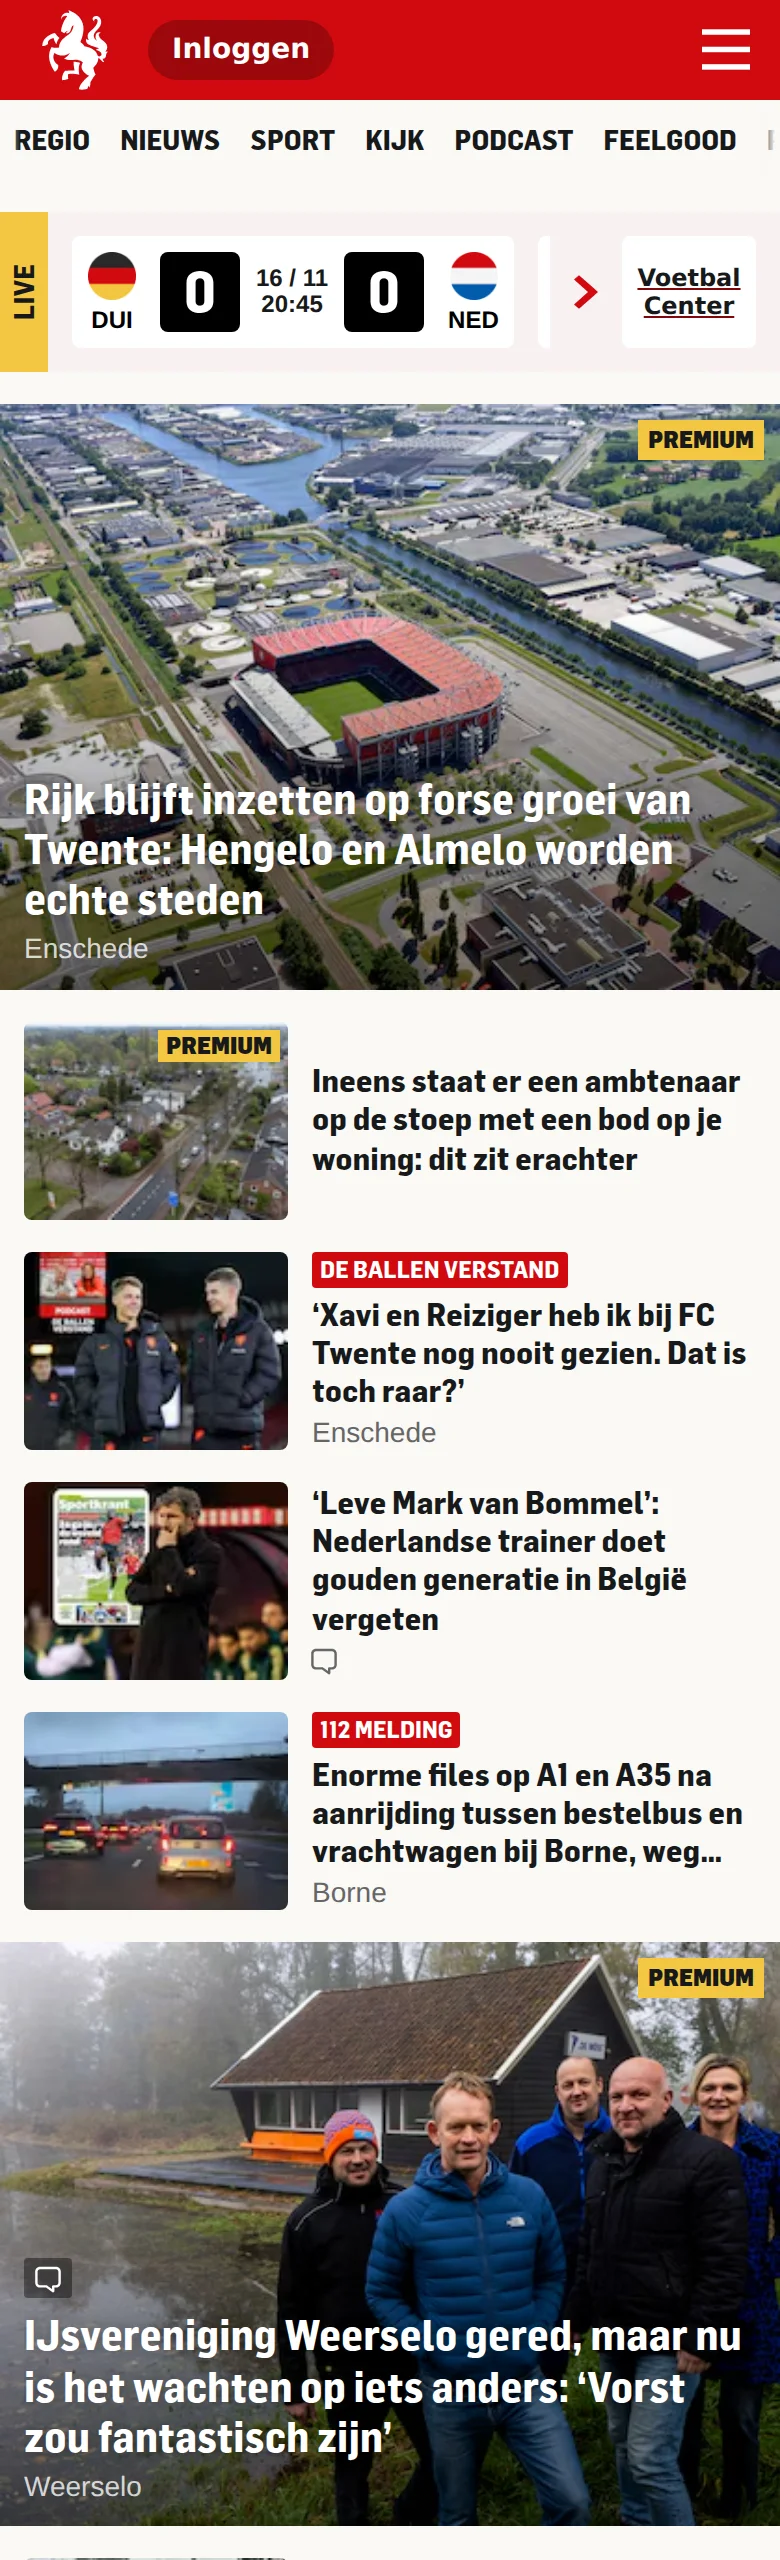 Inloggen
REGIO NIEUWS SPORT KIJK PODCAST FEELGOOD
LIVE
DUI
0
16 / 11
20:45
0
NED
Voetbal
Center
PREMIUM
Rijk blijft inzetten op forse groei van
Twente: Hengelo en Almelo worden
echte steden
Enschede
PREMIUM
Ineens staat er een ambtenaar
op de stoep met een bod op je
woning: dit zit erachter
PODCAST
DE BALLEN
VERSTAND
DE BALLEN VERSTAND
‘Xavi en Reiziger heb ik bij FC
Twente nog nooit gezien. Dat is
toch raar?’
Enschede
Sportkrant
‘Leve Mark van Bommel’:
Nederlandse trainer doet
gouden generatie in België
vergeten
112 MELDING
Enorme files op A1 en A35 na
aanrijding tussen bestelbus en
vrachtwagen bij Borne, weg...
Borne
PREMIUM
IJsvereniging Weerselo gered, maar nu
is het wachten op iets anders: ‘Vorst
zou fantastisch zijn’
Weerselo